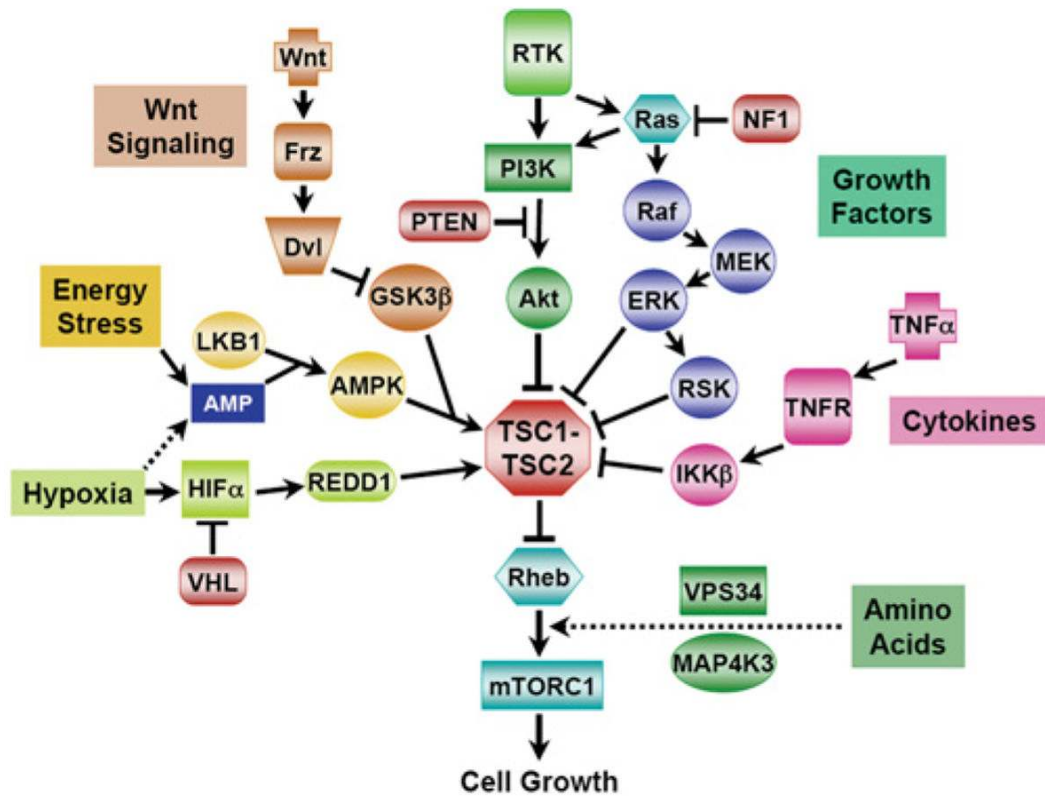 Wnt
RTK
Wnt
Signaling
Frz
Ras
NF1
PI3K
Growth
Factors
PTEN
Raf
Dvl
MEK
Energy
Stress
GSK3β
Akt
ERK
TNFα
LKB1
AMPK
RSK
AMP
TNFR
Cytokines
TSC1-
TSC2
Hypoxia
HIFα
REDD1
IKKβ
VHL
Rheb
VPS34
Amino
Acids
MAP4K3
mTORC1
Cell Growth